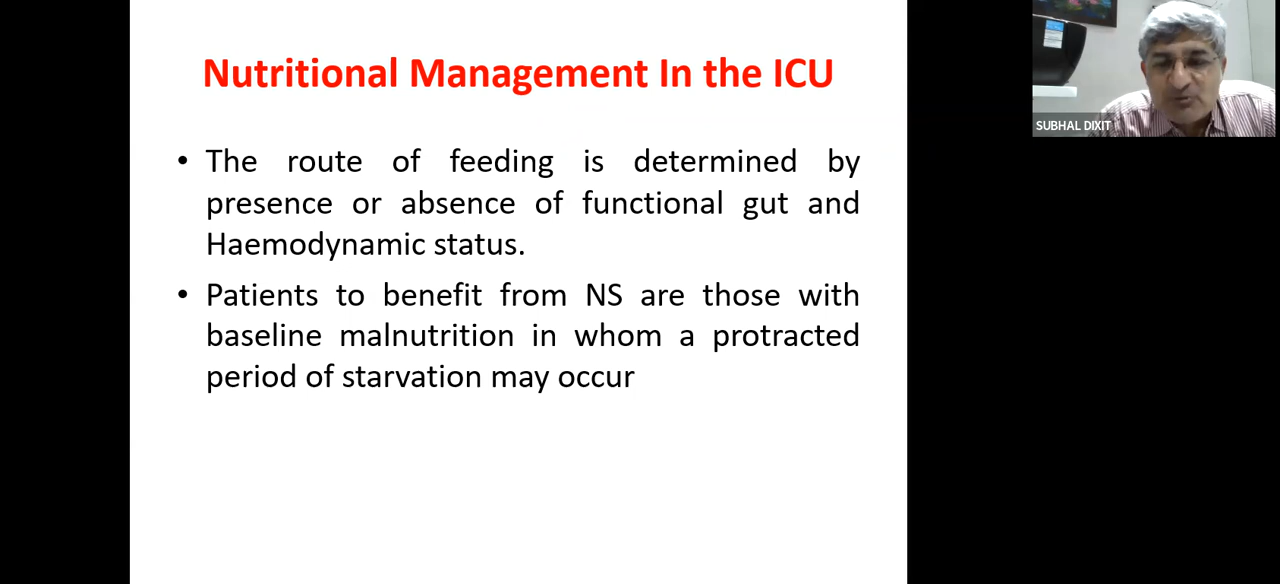 Nutritional Management In the ICU
• The route of feeding is determined by
presence or absence of functional gut and
Haemodynamic status.
• Patients to benefit from NS are those with
baseline malnutrition in whom a protracted
period of starvation may occur
SUBHAL DIXIT